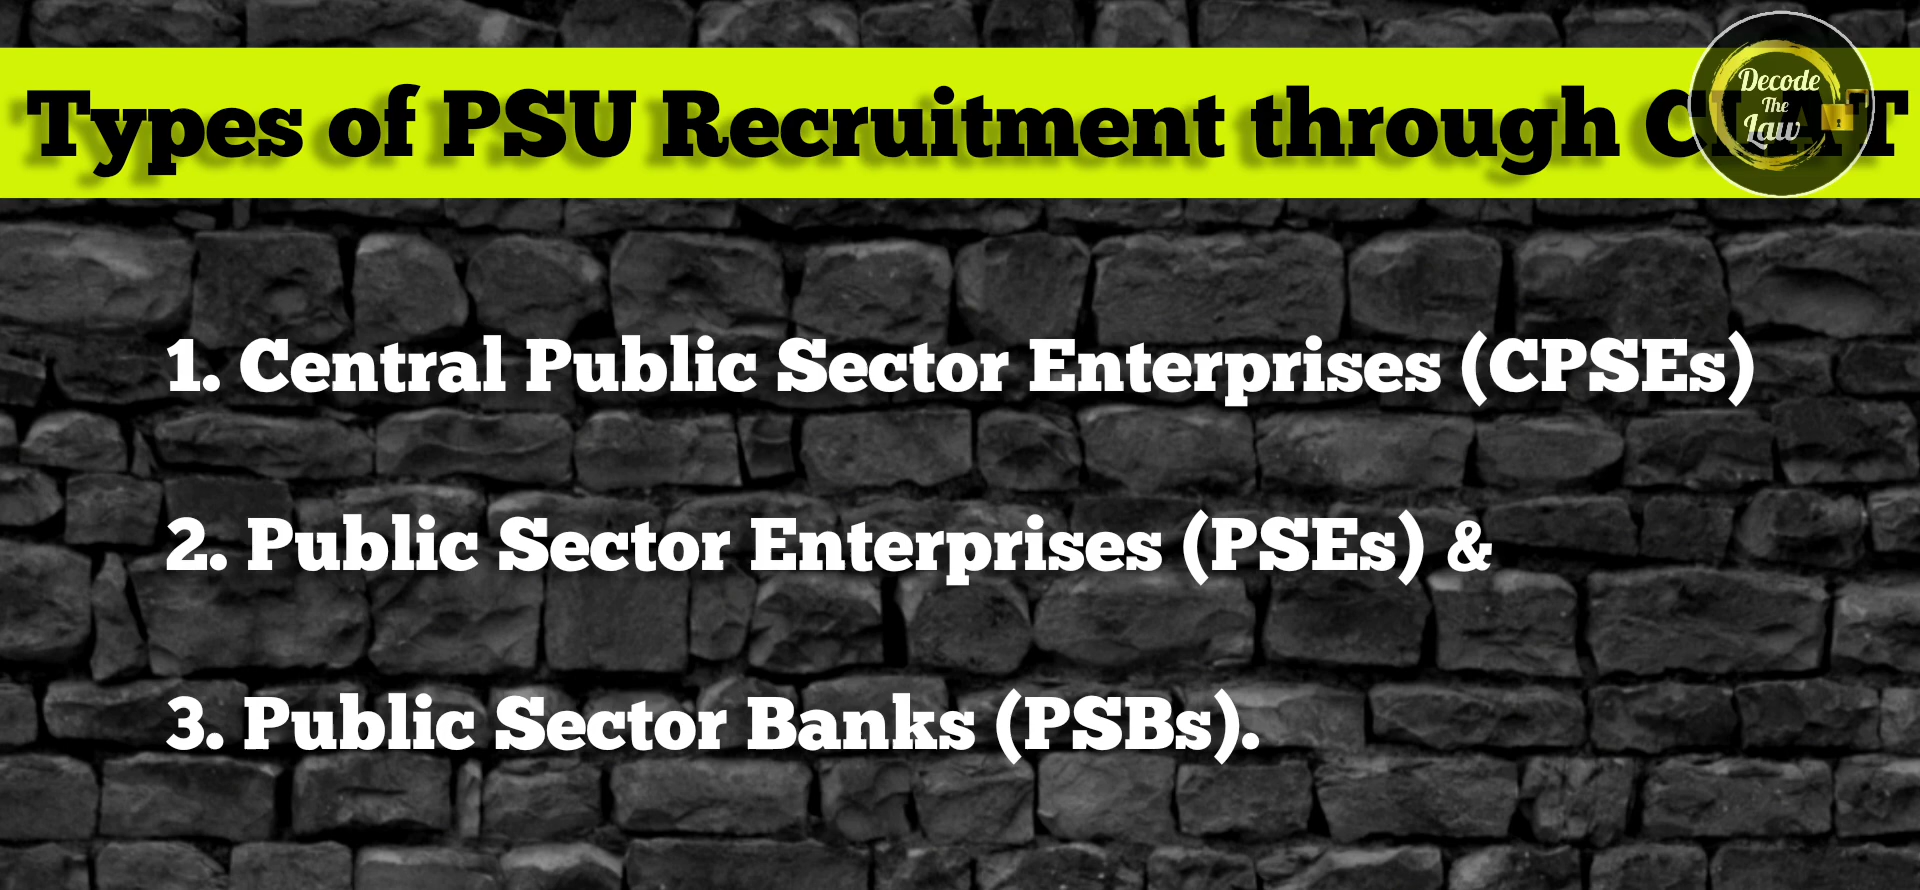 Types of PSU Recruitment through
Decode
The
Law
1. Central Public Sector Enterprises (CPSEs)
2. Public Sector Enterprises (PSEs) &
3. Public Sector Banks (PSBs).